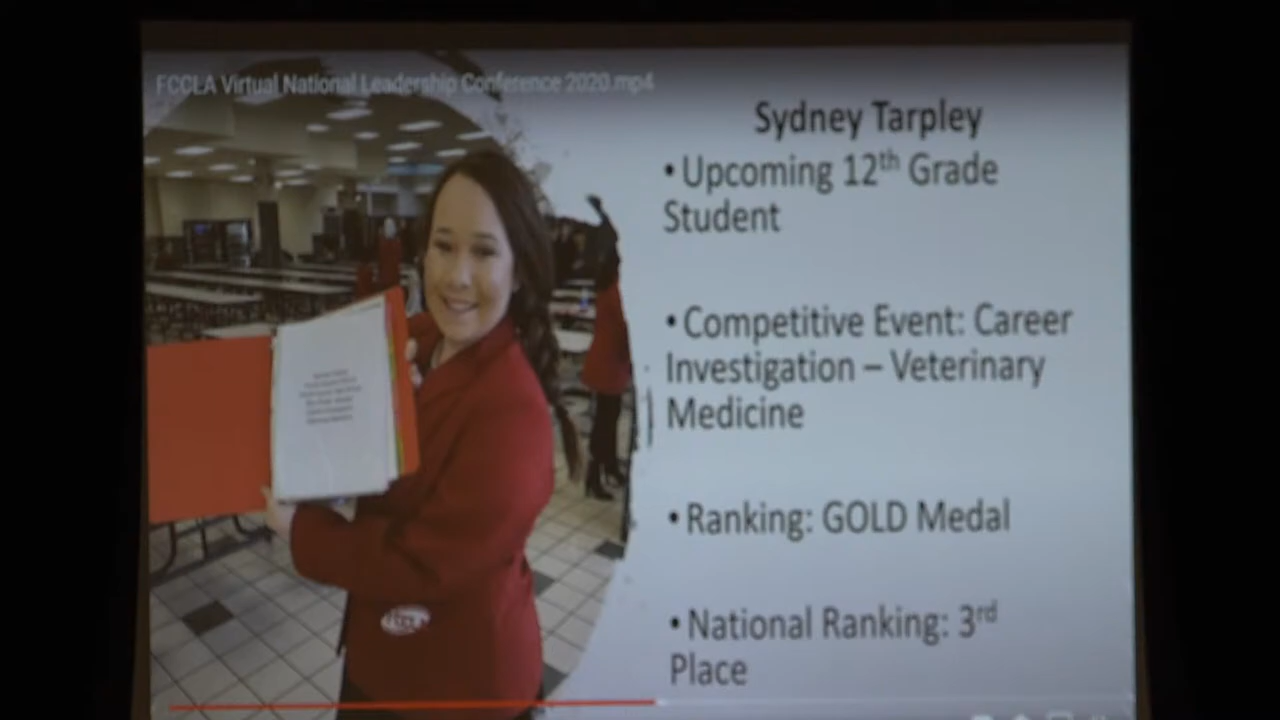 FCCLA Virtual National Leadership Conference 2020.mp4
Sydney Tarpley
• Upcoming 12th Grade
Student
• Competitive Event: Career
Investigation – Veterinary
Medicine
• Ranking: GOLD Medal
• National Ranking: 3rd
Place